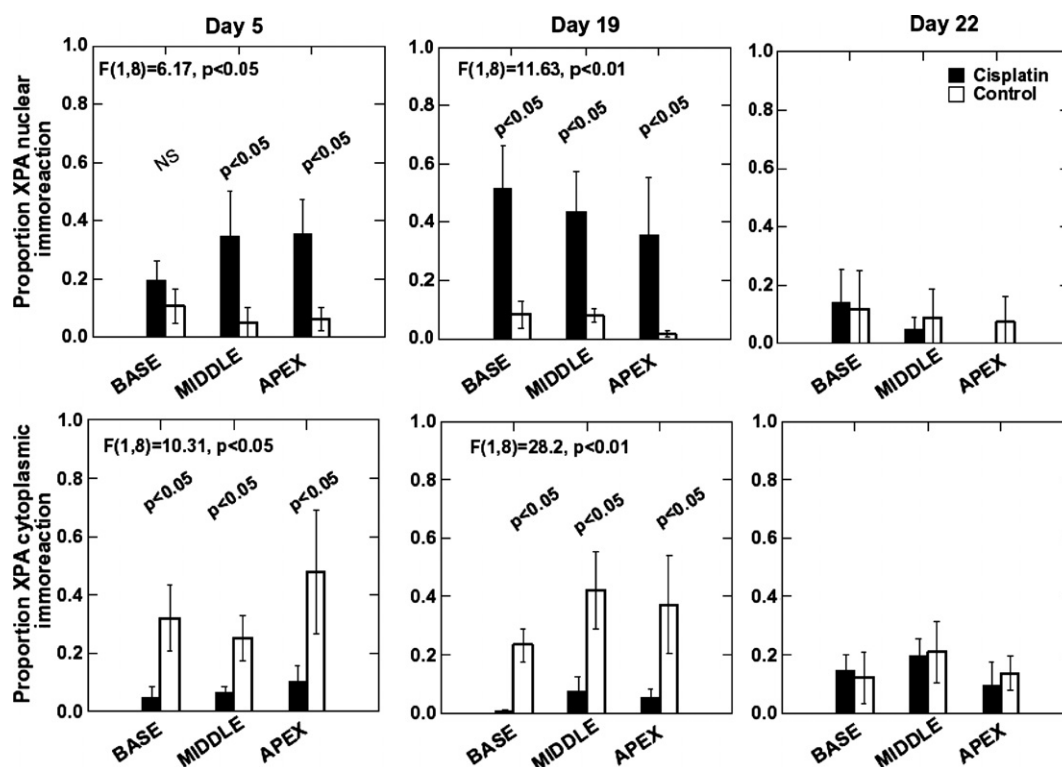 Day 5
Day 19
Day 22
Proportion XPA nuclear
immoreaction
1.0
0.8
0.6
0.4
0.2
0.0
F(1,8)=6.17, p<0.05
NS
p<0.05
p<0.05
BASE
MIDDLE
APEX
1.0
0.8
0.6
0.4
0.2
0.0
F(1,8)=11.63, p<0.01
p<0.05
p<0.05
p<0.05
BASE
MIDDLE
APEX
1.0
0.8
0.6
0.4
0.2
0.0
Cisplatin
Control
BASE
MIDDLE
APEX
Proportion XPA cytoplasmic
immoreaction
1.0
0.8
0.6
0.4
0.2
0.0
F(1,8)=10.31, p<0.05
p<0.05
p<0.05
p<0.05
BASE
MIDDLE
APEX
1.0
0.8
0.6
0.4
0.2
0.0
F(1,8)=28.2, p<0.01
p<0.05
p<0.05
p<0.05
BASE
MIDDLE
APEX
1.0
0.8
0.6
0.4
0.2
0.0
BASE
MIDDLE
APEX